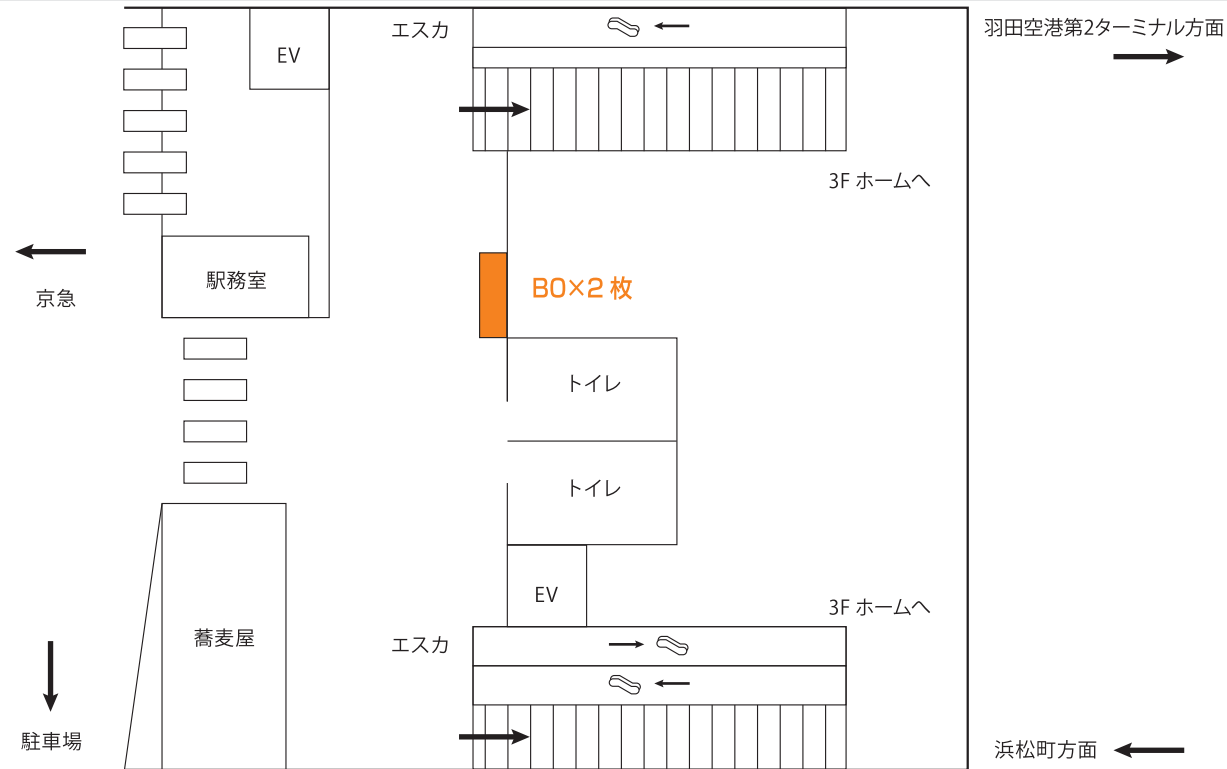 エスカ
羽田空港第2ターミナル方面
EV
3F ホームへ
京急
駅務室
BO×2 枚
トイレ
トイレ
EV
3F ホームへ
蕎麦屋
エスカ
駐車場
浜松町方面